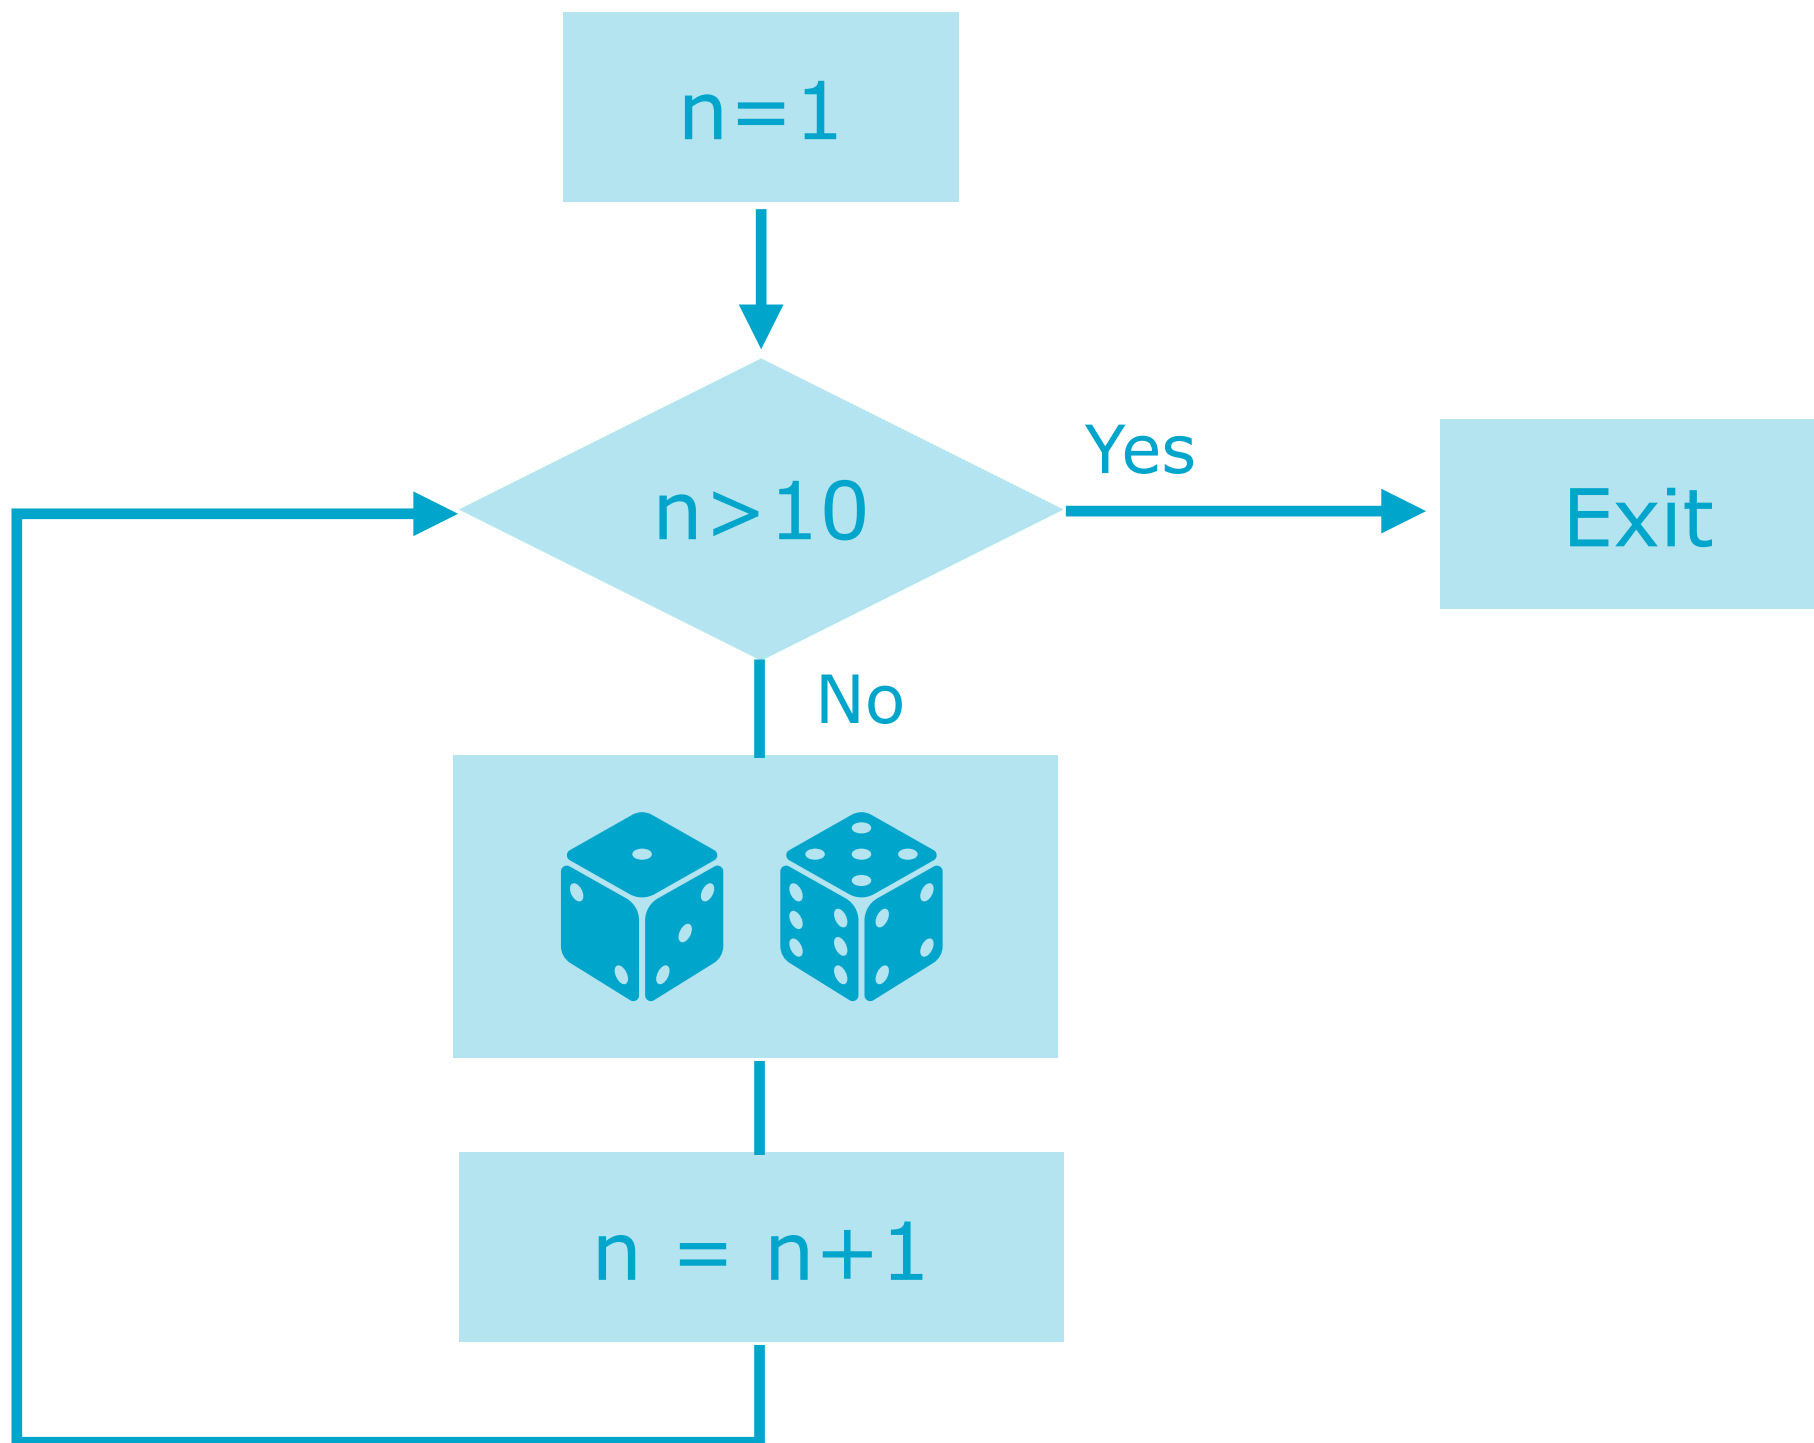 n=1
n>10
Yes
Exit
No
n = n+1